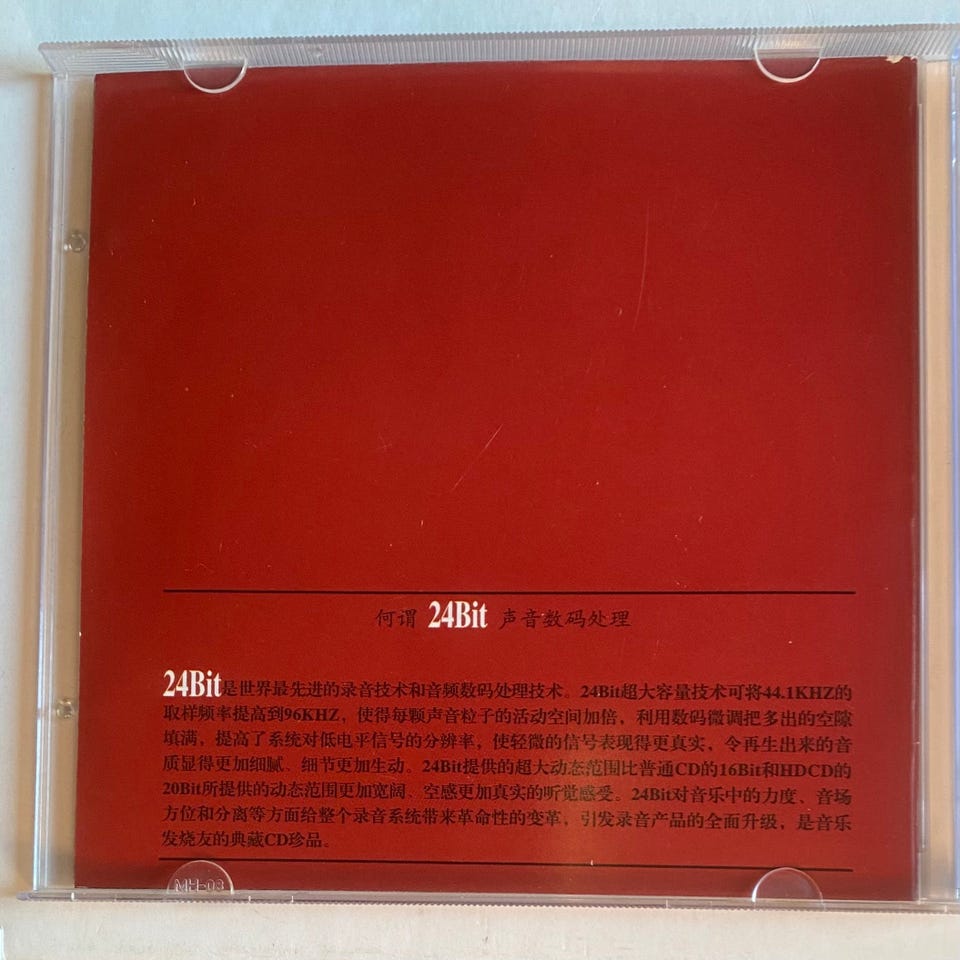 何谓 24Bit 声音数码处理
24Bit是世界最先进的录音技术和音频数码处理技术。24Bit超大容量技术可将44.1KHZ的
取样频率提高到96KHZ，使得每颗声音粒子的活动空间加倍，利用数码微调把多出的空隙
填满，提高了系统对低电平信号的分辨率，使轻微的信号表现得更真实，令再生出来的音
质显得更加细腻、细节更加生动。24Bit提供的超大动态范围比普通CD的16Bit和HDCD的
20Bit所提供的动态范围更加宽阔、空感更加真实的听觉感受。24Bit对音乐中的力度、音场
方位和分离等方面给整个录音系统带来革命性的变革，引发录音产品的全面升级，是音乐
发烧友的典藏CD珍品。
MH-03